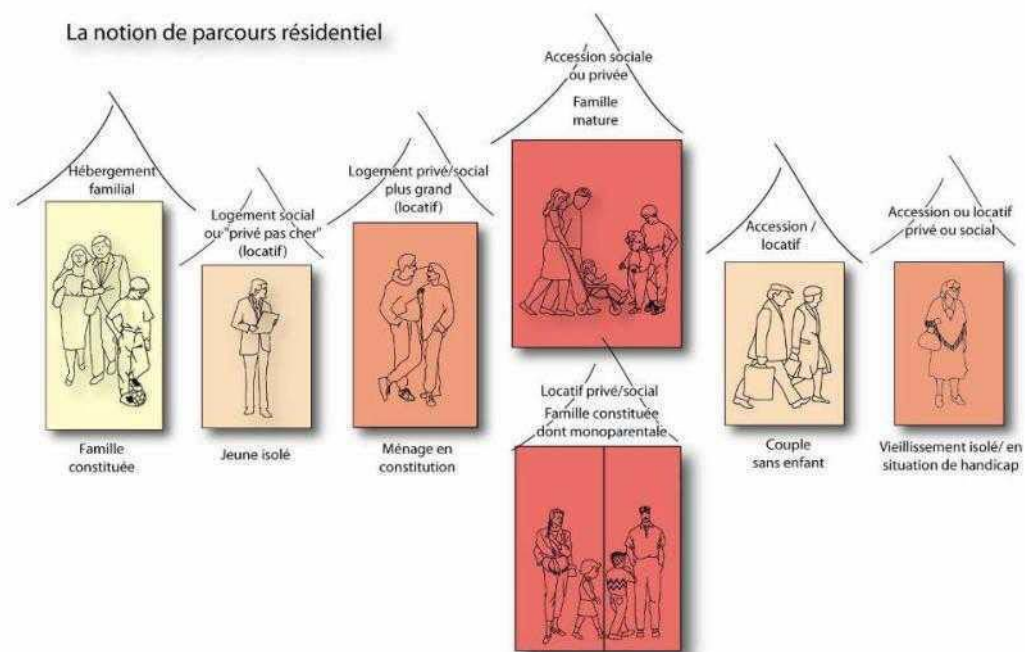 La notion de parcours résidentiel
Hébergement
familial
Famille
constituée
Logement social
ou "privé pas cher"
(locatif)
Jeune isolé
Logement privé/social
plus grand
(locatif)
Ménage en
constitution
Accession sociale
ou privée
Famille
mature
Locatif privé/social
Famille constituée
dont monoparentale
Accession /
locatif
Couple
sans enfant
Accession ou locatif
privé ou social
Vieillissement isolé/ en
situation de handicap